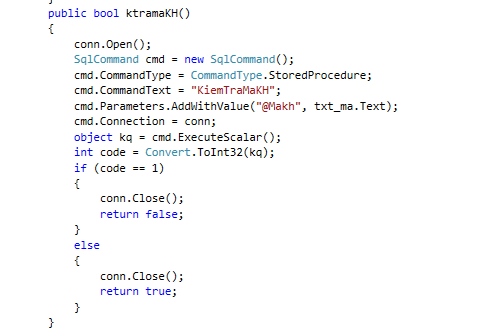 }
public bool ktramaKH()
{
    conn.Open();
    SqlCommand cmd = new SqlCommand();
    cmd.CommandType = CommandType.StoredProcedure;
    cmd.CommandText = "KiemTraMaKH";
    cmd.Parameters.AddWithValue("@Makh", txt_ma.Text);
    cmd.Connection = conn;
    object kq = cmd.ExecuteScalar();
    int code = Convert.ToInt32(kq);
    if (code == 1)
    {
        conn.Close();
        return false;
    }
    else
    {
        conn.Close();
        return true;
    }
}